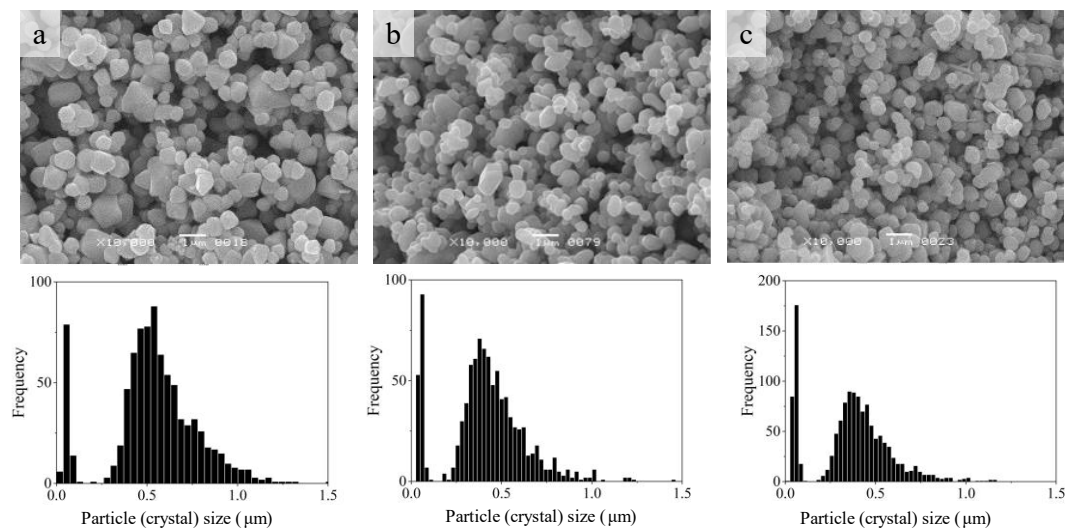 a
X10,000 1μm 0018
b
X10,000 1μm 0079
c
X10,000 1μm 0023
100
50
0
0.0 0.5 1.0 1.5
Frequency
Particle (crystal) size (μm)
100
50
0
0.0 0.5 1.0 1.5
Frequency
Particle (crystal) size (μm)
200
150
100
50
0
0.0 0.5 1.0 1.5
Frequency
Particle (crystal) size (μm)